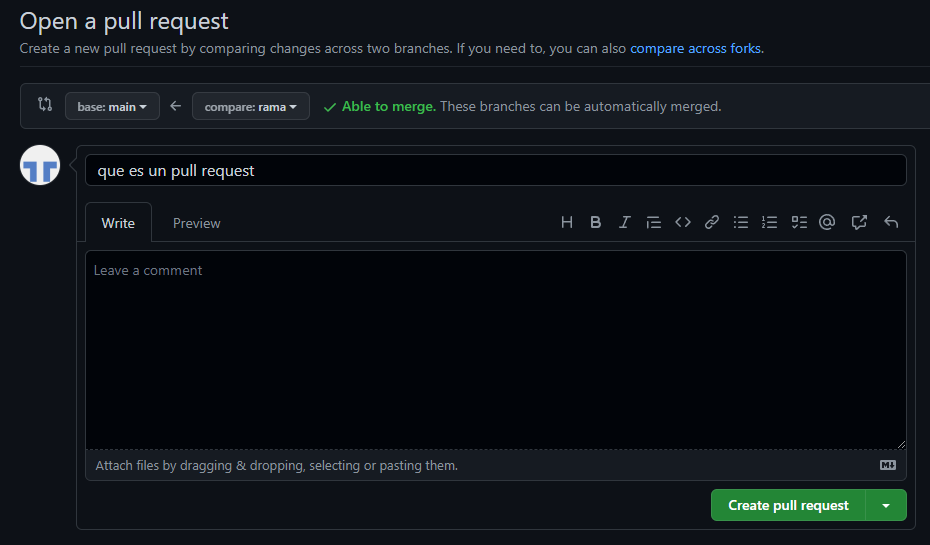 Open a pull request
Create a new pull request by comparing changes across two branches. If you need to, you can also compare across forks.
base: main
compare: rama
Able to merge. These branches can be automatically merged.
que es un pull request
Write
Preview
Leave a comment
Attach files by dragging & dropping, selecting or pasting them.
Create pull request